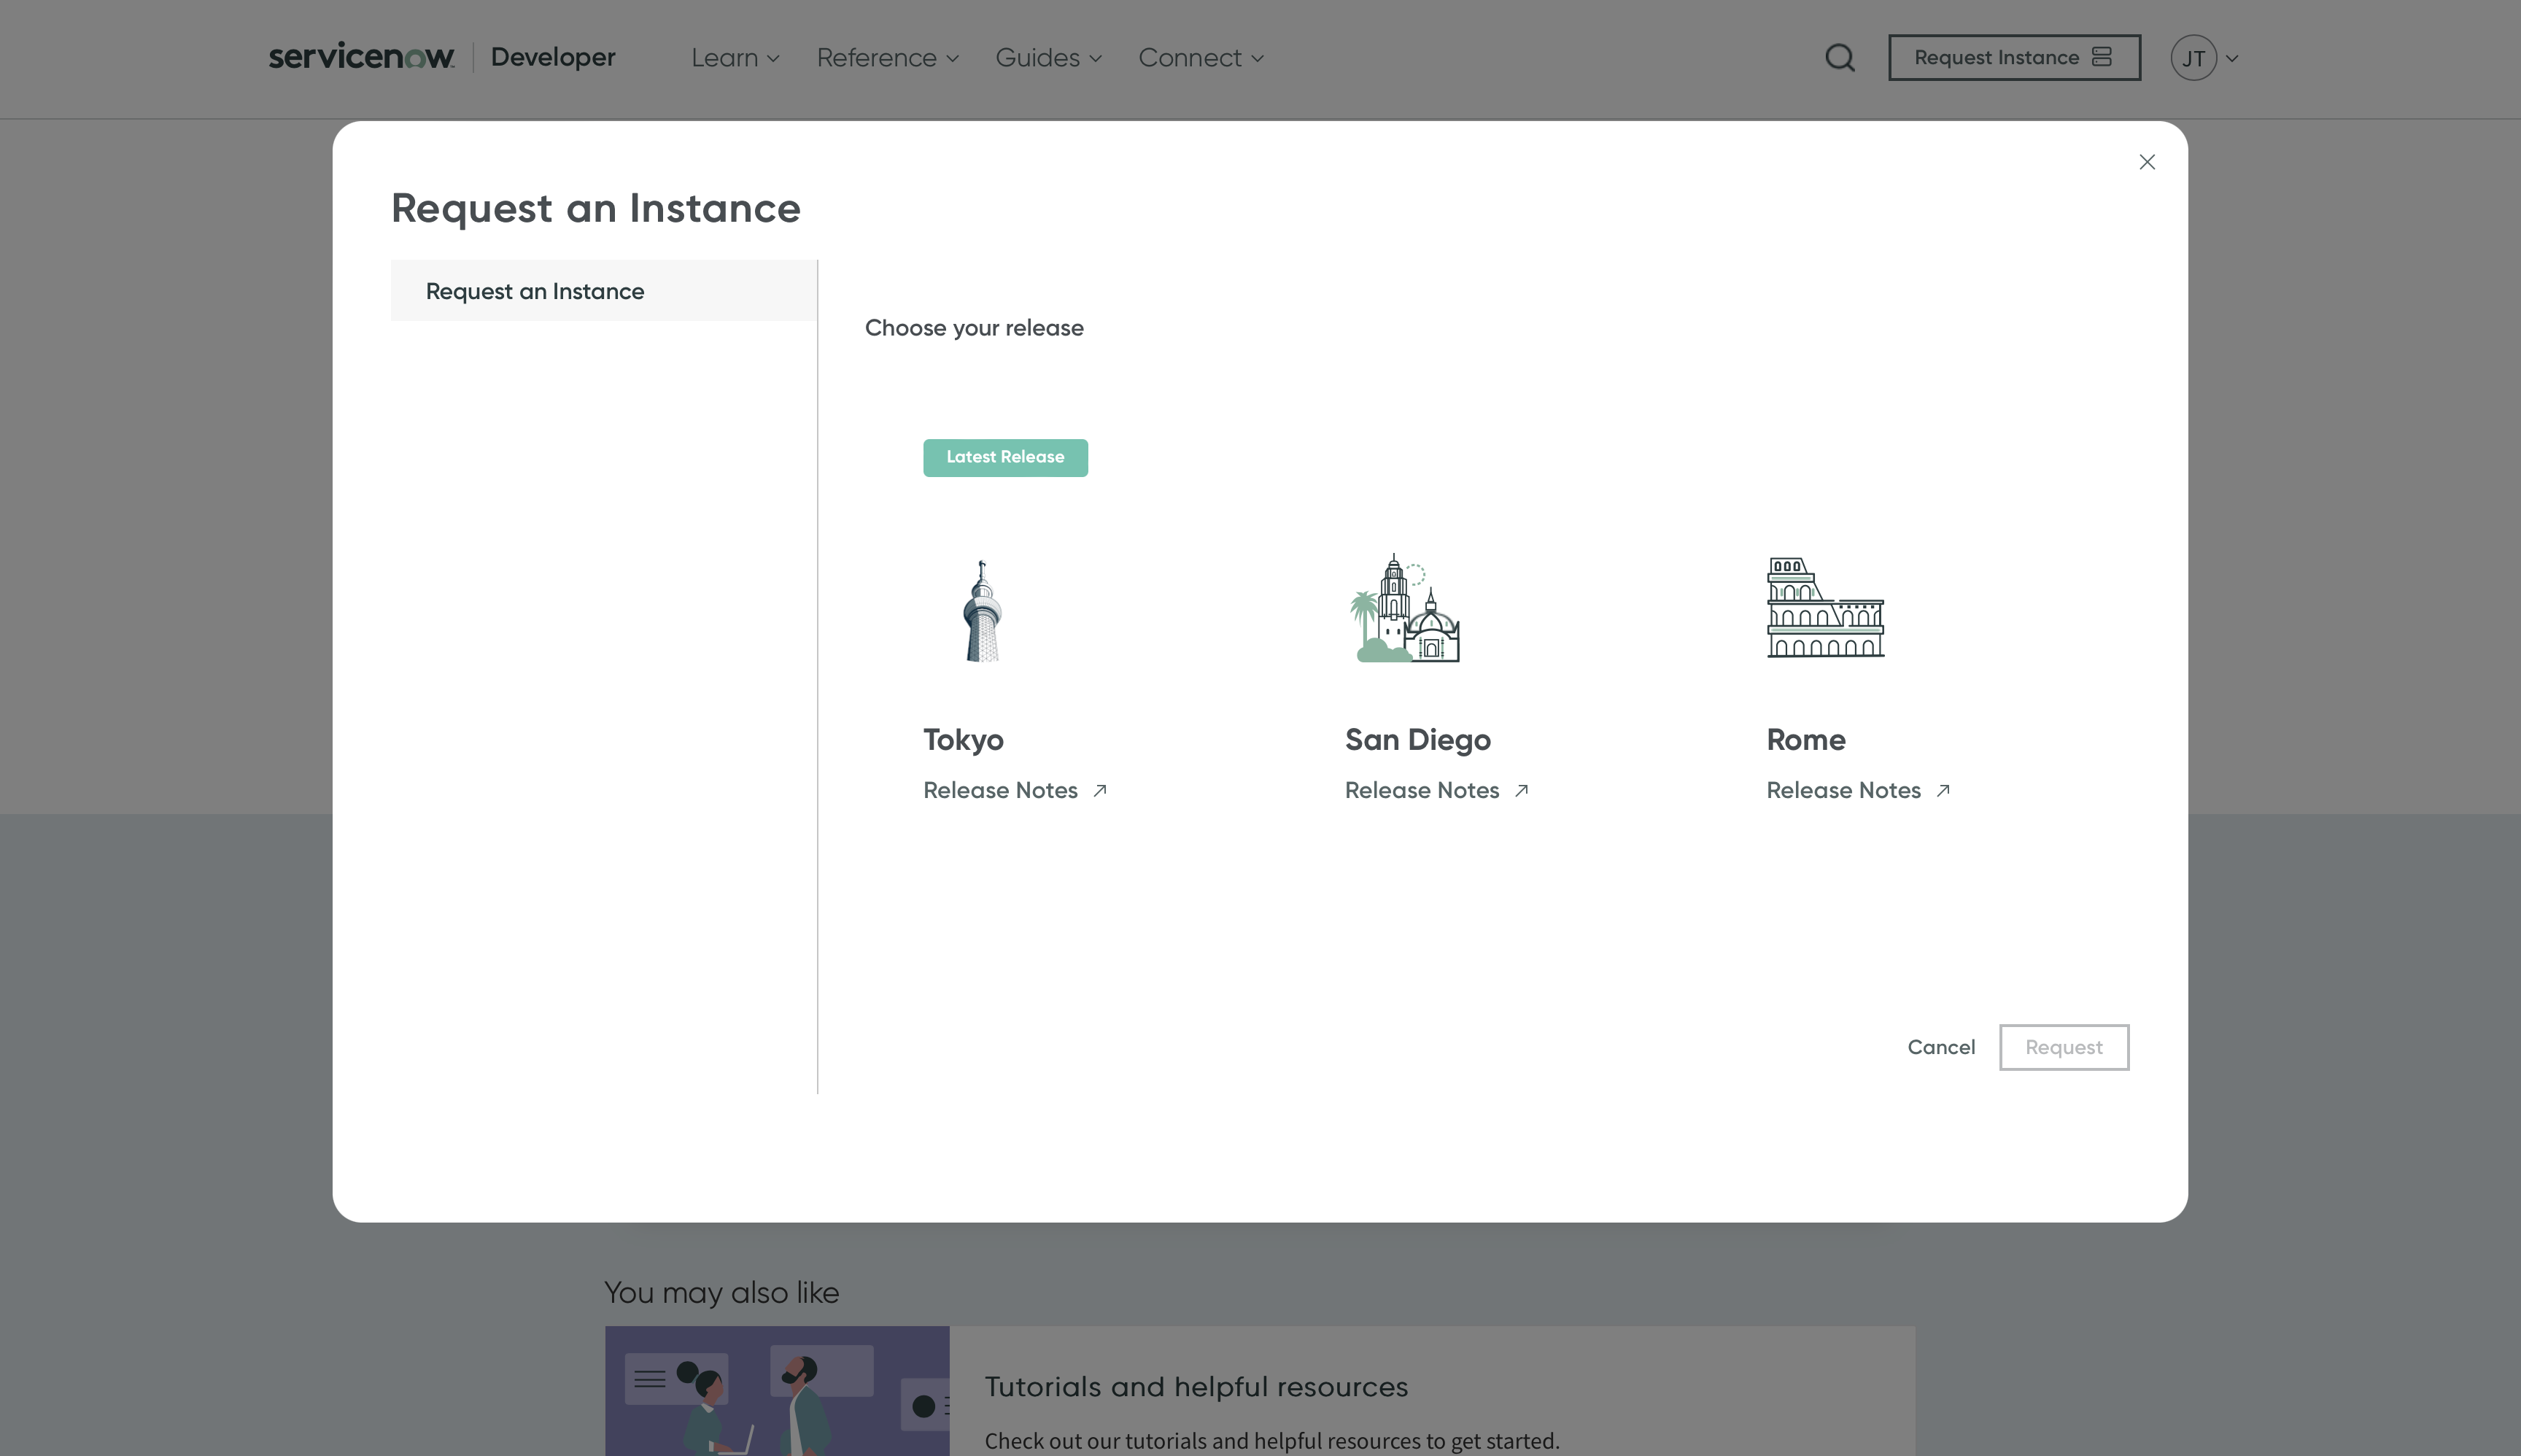 servicenow Developer Learn Reference Guides Connect Request Instance JT
Request an Instance
Request an Instance
Choose your release
Latest Release
Tokyo San Diego Rome
Release Notes Release Notes Release Notes
Cancel Request
You may also like
Tutorials and helpful resources
Check out our tutorials and helpful resources to get started.